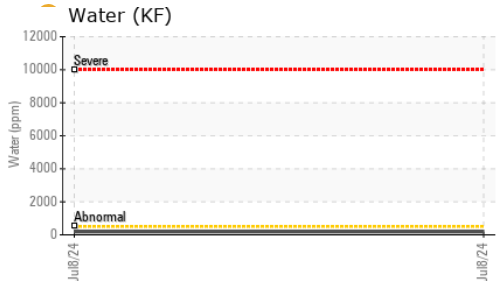 Water (KF)
12000
Severe
10000
8000
6000
Water (ppm)
4000
2000
Abnormal
0
Jul8/24
Jul8/24